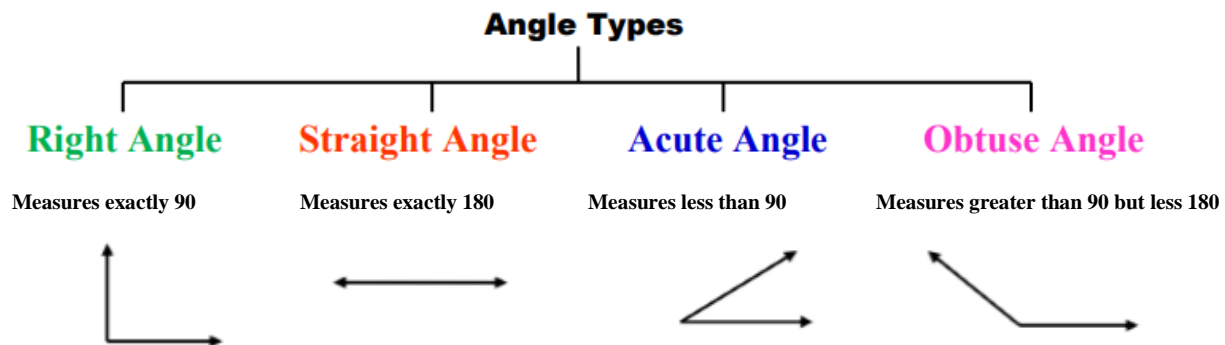 Angle Types
Right Angle
Straight Angle
Acute Angle
Obtuse Angle
Measures exactly 90
Measures exactly 180
Measures less than 90
Measures greater than 90 but less 180